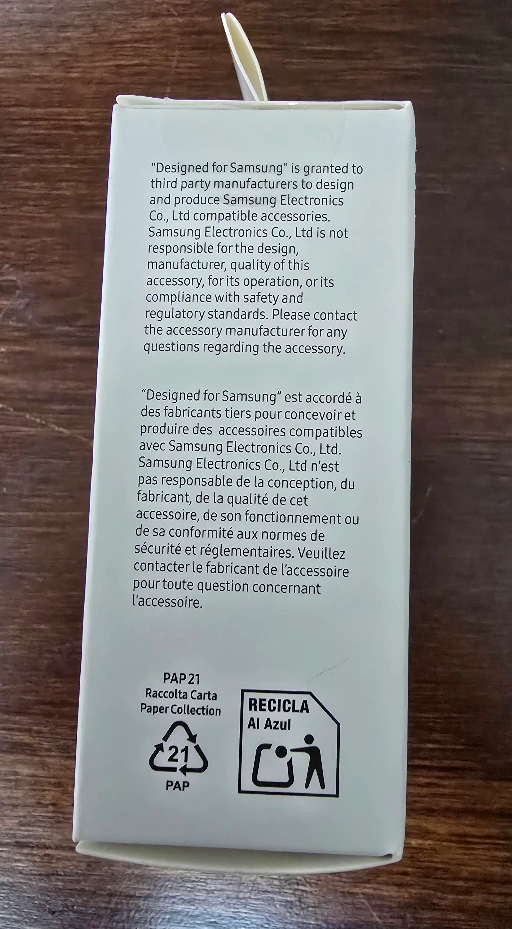 "Designed for Samsung" is granted to
third party manufacturers to design
and produce Samsung Electronics
Co., Ltd compatible accessories.
Samsung Electronics Co., Ltd is not
responsible for the design,
manufacturer, quality of this
accessory, for its operation, or its
compliance with safety and
regulatory standards. Please contact
the accessory manufacturer for any
questions regarding the accessory.
"Designed for Samsung" est accordé à
des fabricants tiers pour concevoir et
produire des accessoires compatibles
avec Samsung Electronics Co., Ltd.
Samsung Electronics Co., Ltd n'est
pas responsable de la conception, du
fabricant, de la qualité de cet
accessoire, de son fonctionnement ou
de sa conformité aux normes de
sécurité et réglementaires. Veuillez
contacter le fabricant de l'accessoire
pour toute question concernant
l'accessoire.
PAP 21
Raccolta Carta
Paper Collection
21
PAP
RECICLA
Al Azul